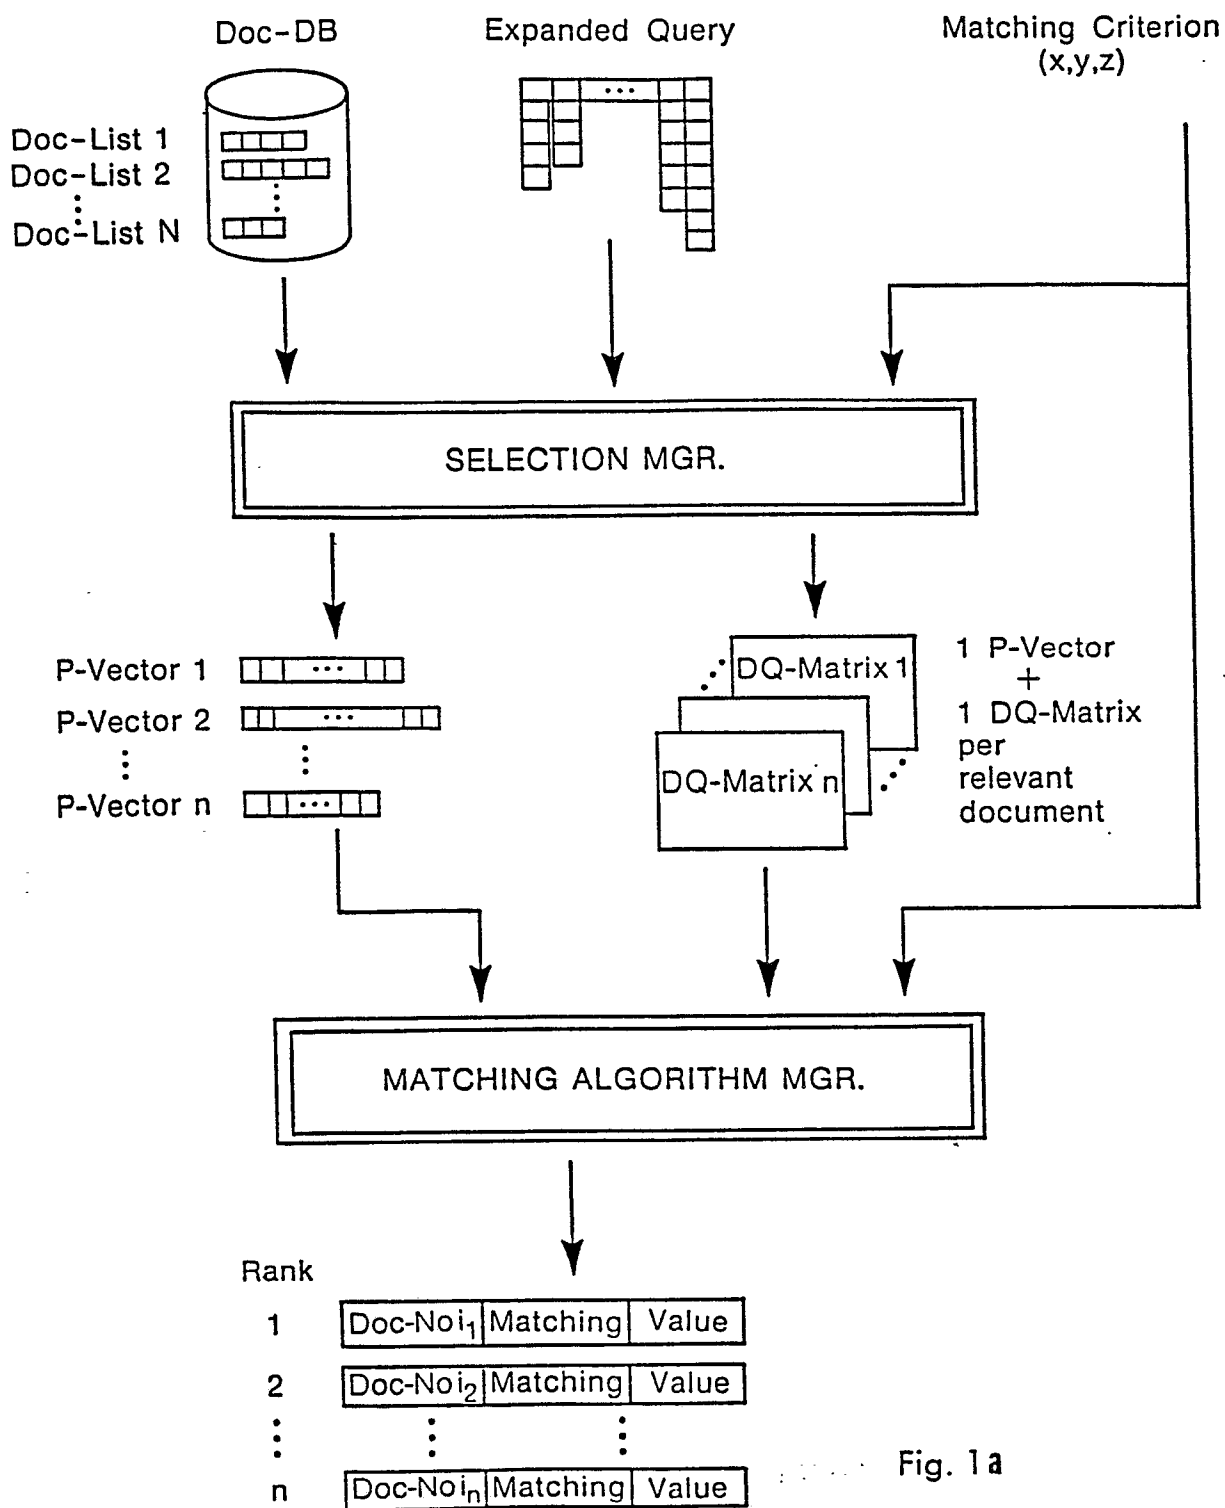 Doc-DB
Expanded Query
Matching Criterion
(x,y,z)
Doc-List 1
Doc-List 2
Doc-List N
SELECTION MGR.
P-Vector 1
P-Vector 2
P-Vector n
DQ-Matrix 1
DQ-Matrix n
1 P-Vector
+
1 DQ-Matrix
per
relevant
document
MATCHING ALGORITHM MGR.
Rank
1 Doc-No i₁ Matching Value
2 Doc-No i₂ Matching Value
n Doc-No iₙ Matching Value
Fig. 1a